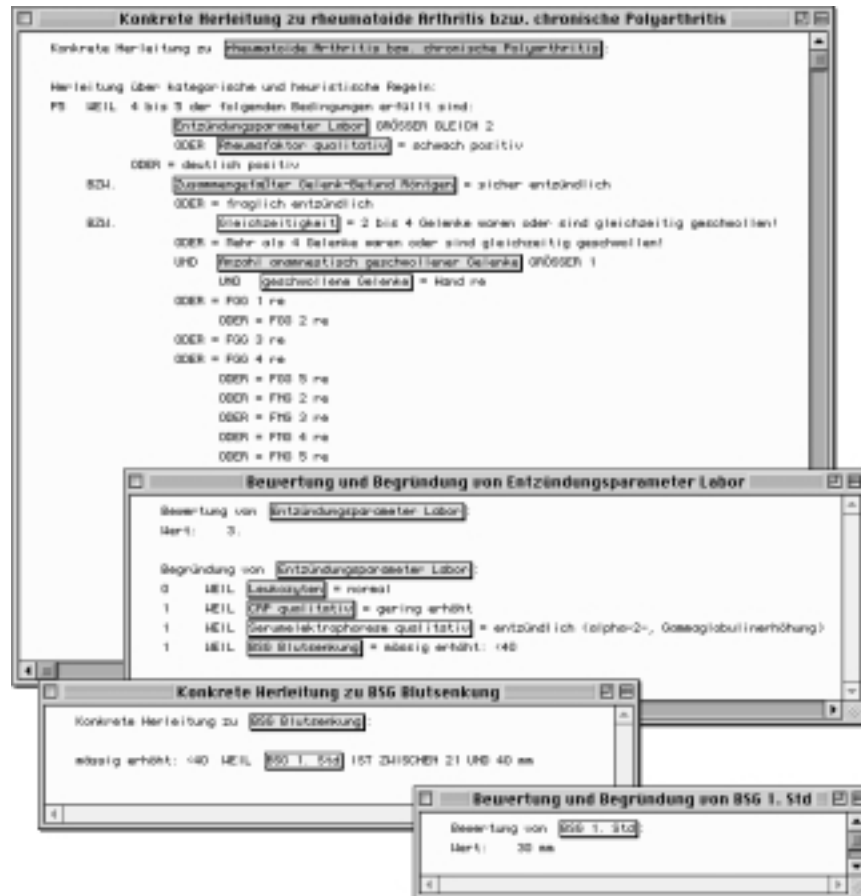 Konkrete Herleitung zu rheumatoide Arthritis bzw. chronische Polyarthritis
Konkrete Herleitung zu rheumatoide Arthritis bzw. chronische Polyarthritis:
Herleitung über kategorische und heuristische Regeln:
P5 WEIL 4 bis 5 der folgenden Bedingungen erfüllt sind:
Entzündungsparameter Labor GRÖSSER GLEICH 2
ODER Rheumafaktor qualitativ = schwach positiv
ODER = deutlich positiv
BZW. Zusammengefaßter Gelenk-Befund Röntgen = sicher entzündlich
ODER = fraglich entzündlich
BZW. Gleichzeitigkeit = 2 bis 4 Gelenke waren oder sind gleichzeitig geschwollen!
ODER = Mehr als 4 Gelenke waren oder sind gleichzeitig geschwollen!
UND Anzahl anamnestisch geschwollener Gelenke GRÖSSER 1
UND geschwollene Gelenke = Hand re
ODER = FGG 1 re
ODER = FGG 2 re
ODER = FGG 3 re
ODER = FGG 4 re
ODER = FGG 5 re
ODER = FMG 2 re
ODER = FMG 3 re
ODER = FMG 4 re
ODER = FMG 5 re
Bewertung und Begründung von Entzündungsparameter Labor
Bewertung von Entzündungsparameter Labor:
Wert: 3.
Begründung von Entzündungsparameter Labor:
0 WEIL Leukozyten = normal
1 WEIL CRP qualitativ = gering erhöht
1 WEIL Serumelektrophorese qualitativ = entzündlich (alpha-2-, Gammaglobulinerhöhung)
1 WEIL BSG Blutsenkung = mässig erhöht: <40
Konkrete Herleitung zu BSG Blutsenkung
Konkrete Herleitung zu BSG Blutsenkung:
mässig erhöht: <40 WEIL BSG 1. Std IST ZWISCHEN 21 UND 40 mm
Bewertung und Begründung von BSG 1. Std
Bewertung von BSG 1. Std:
Wert: 30 mm